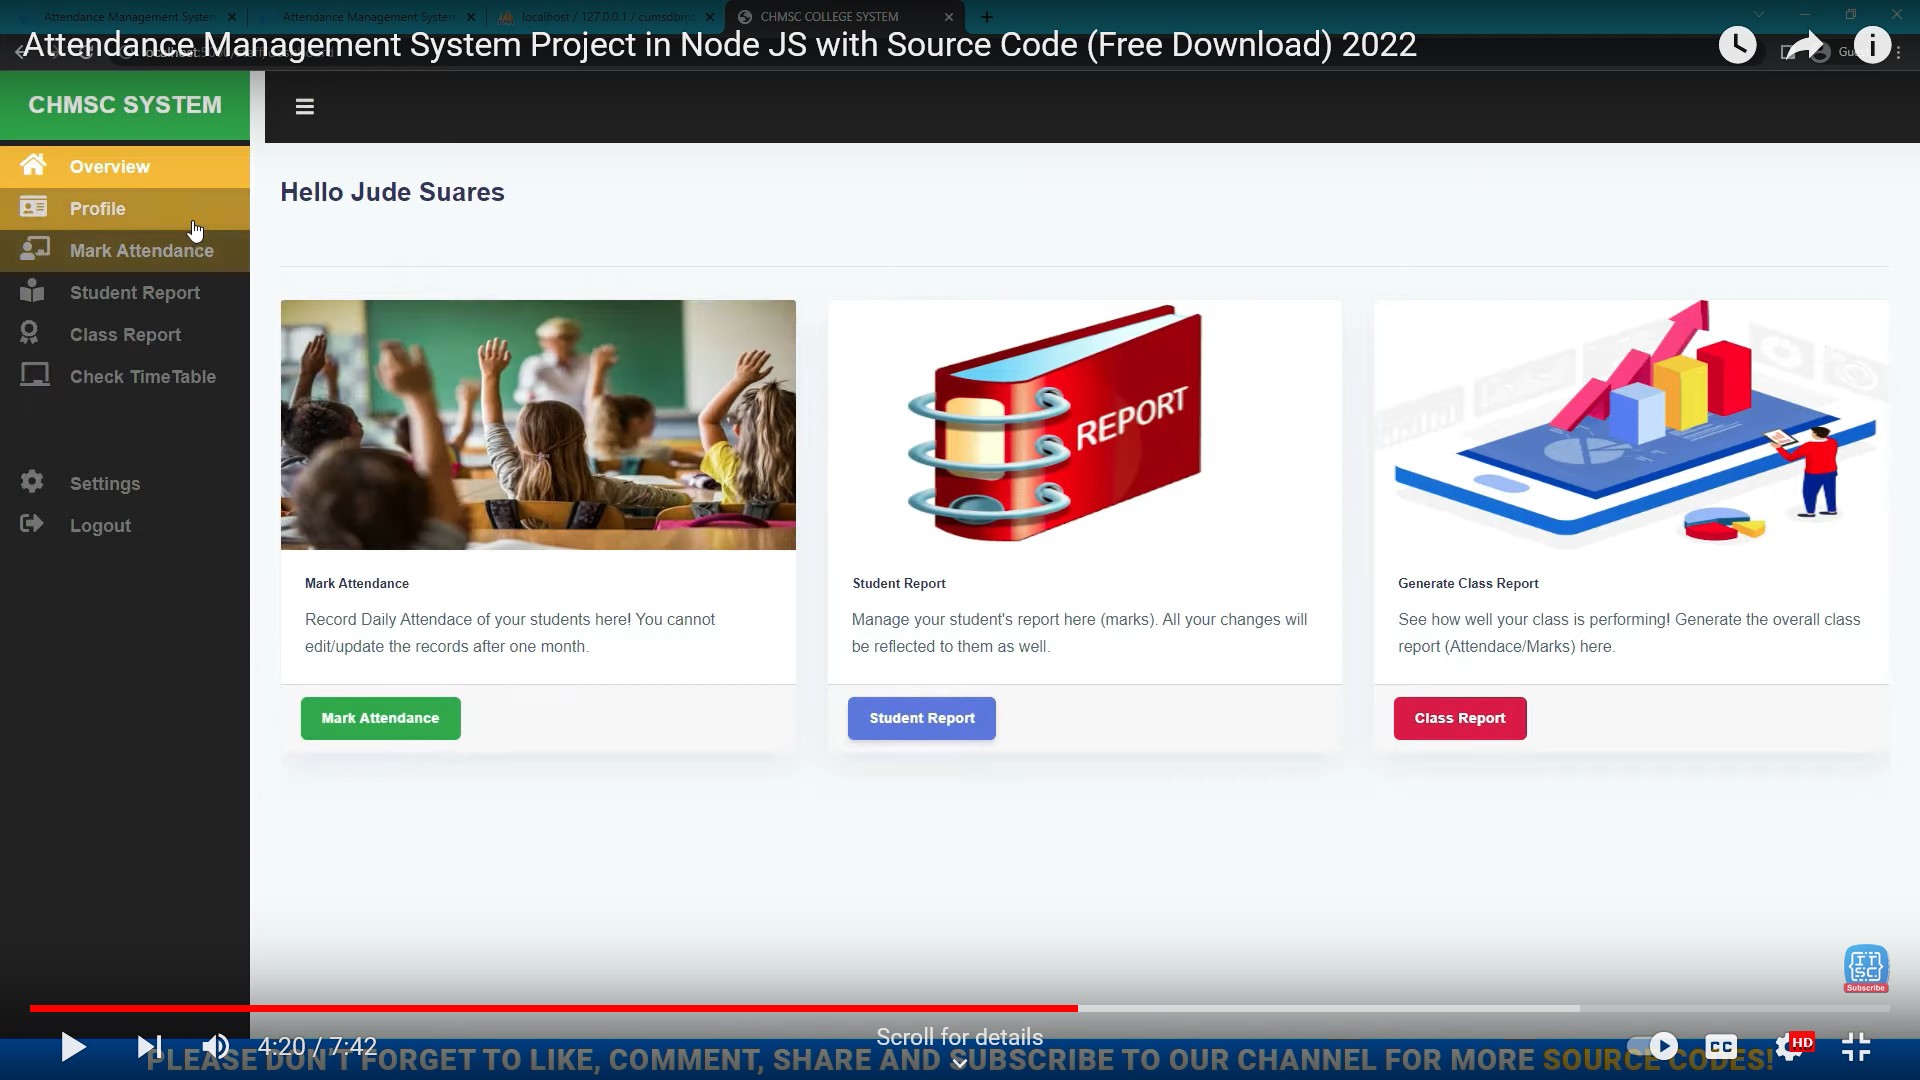 Attendance Management System
Attendance Management System
localhost / 127.0.0.1 / cumsdbms
CHMSC COLLEGE SYSTEM
Attendance Management System Project in Node JS with Source Code (Free Download) 2022
CHMSC SYSTEM
Overview
Profile
Mark Attendance
Student Report
Class Report
Check TimeTable
Settings
Logout
Hello Jude Suares
REPORT
Mark Attendance
Record Daily Attendace of your students here! You cannot
edit/update the records after one month.
Mark Attendance
Student Report
Manage your student's report here (marks). All your changes will
be reflected to them as well.
Student Report
Generate Class Report
See how well your class is performing! Generate the overall class
report (Attendace/Marks) here.
Class Report
IT
SC
Subscribe
4:20 / 7:42
Scroll for details
CC
HD
PLEASE DON'T FORGET TO LIKE, COMMENT, SHARE AND SUBSCRIBE TO OUR CHANNEL FOR MORE SOURCE CODES!